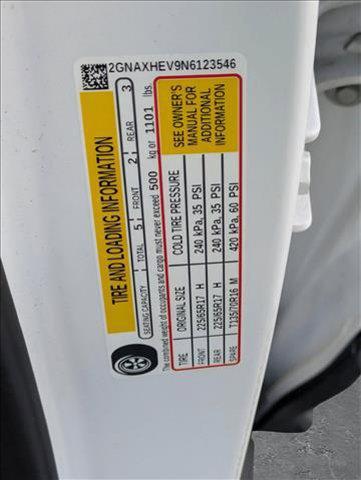 2GNAXHEV9N6123546
TIRE AND LOADING INFORMATION
SEATING CAPACITY TOTAL 5 FRONT 2 REAR 3
The combined weight of occupants and cargo must never exceed 500 kg or 1101 lbs.
TIRE ORIGINAL SIZE COLD TIRE PRESSURE
FRONT 225/65R17 H 240 kPa, 35 PSI
REAR 225/65R17 H 240 kPa, 35 PSI
SPARE T135/70R16 M 420 kPa, 60 PSI
SEE OWNER'S
MANUAL FOR
ADDITIONAL
INFORMATION